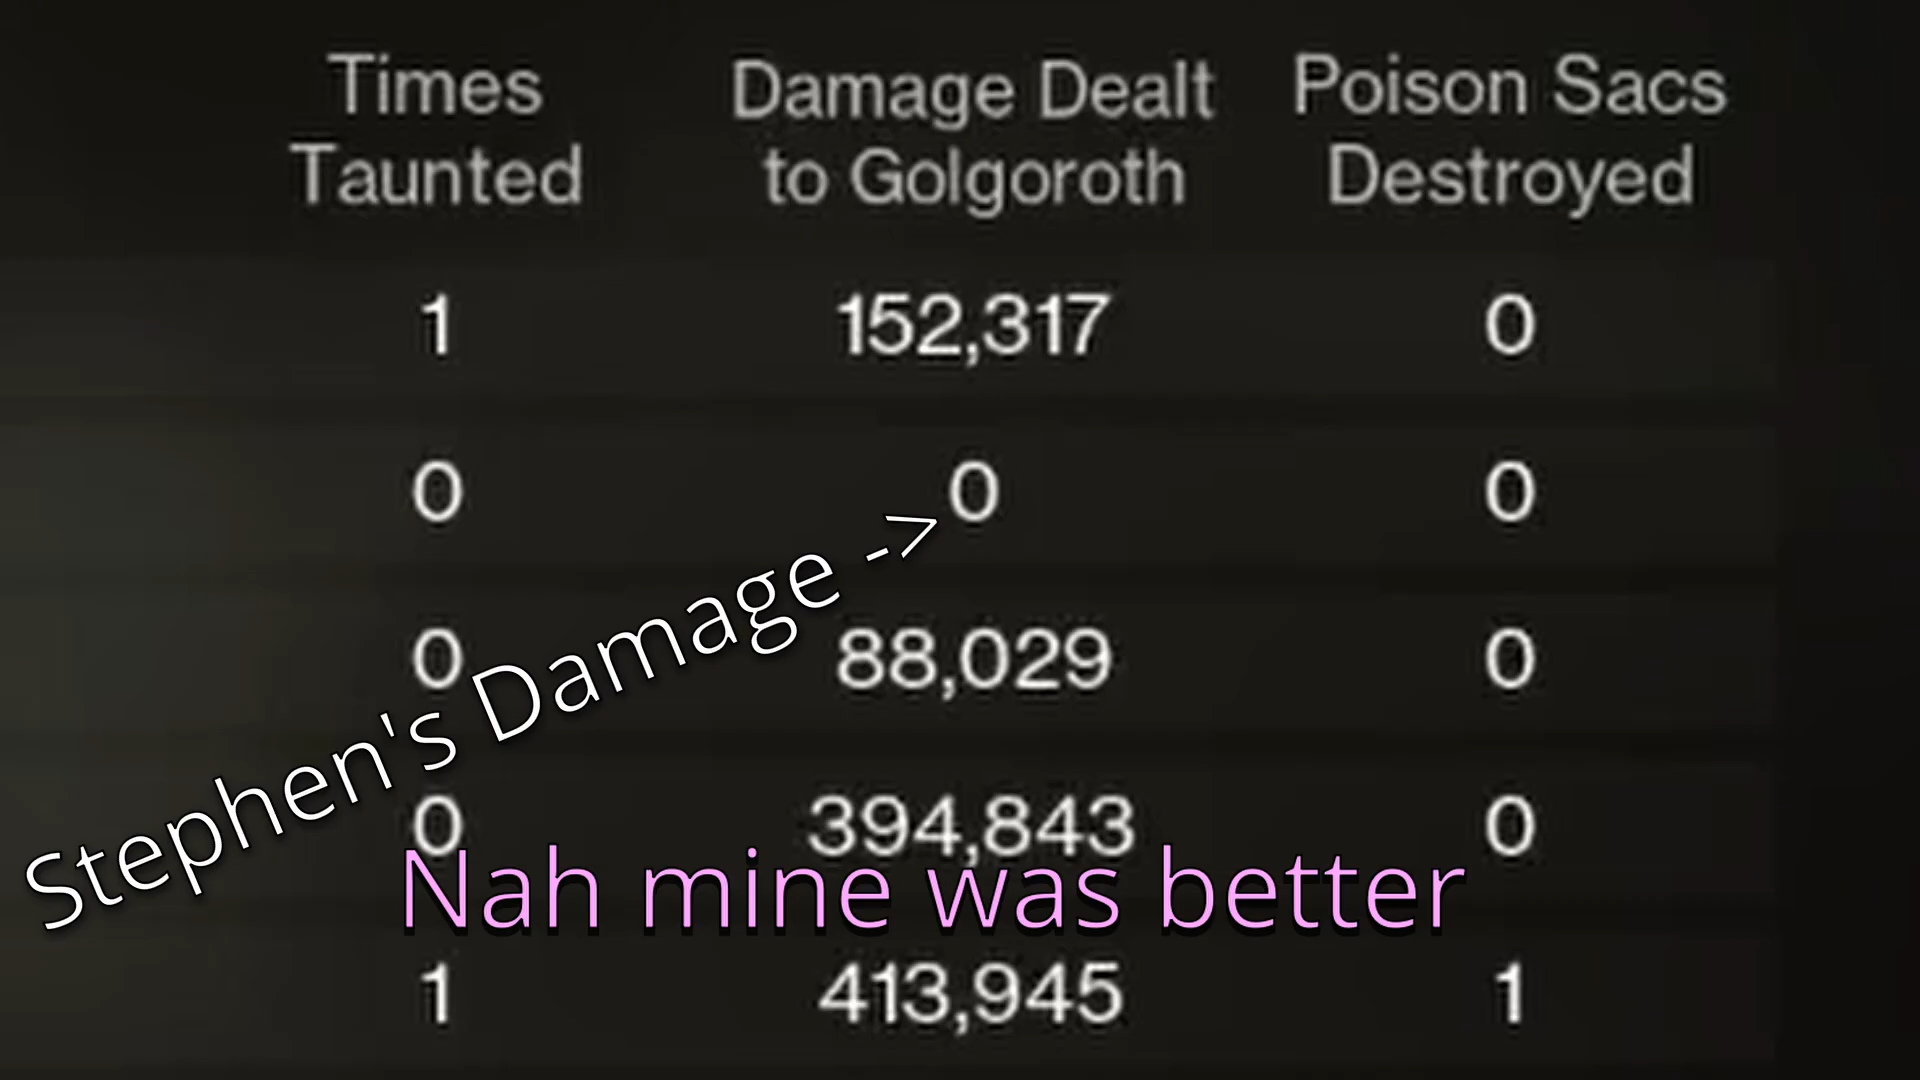 Times Taunted
Damage Dealt to Golgoroth
Poison Sacs Destroyed
1 152,317 0
0 0 0
Stephen's Damage ->
0 88,029 0
0 394,843 0
Nah mine was better
1 413,945 1